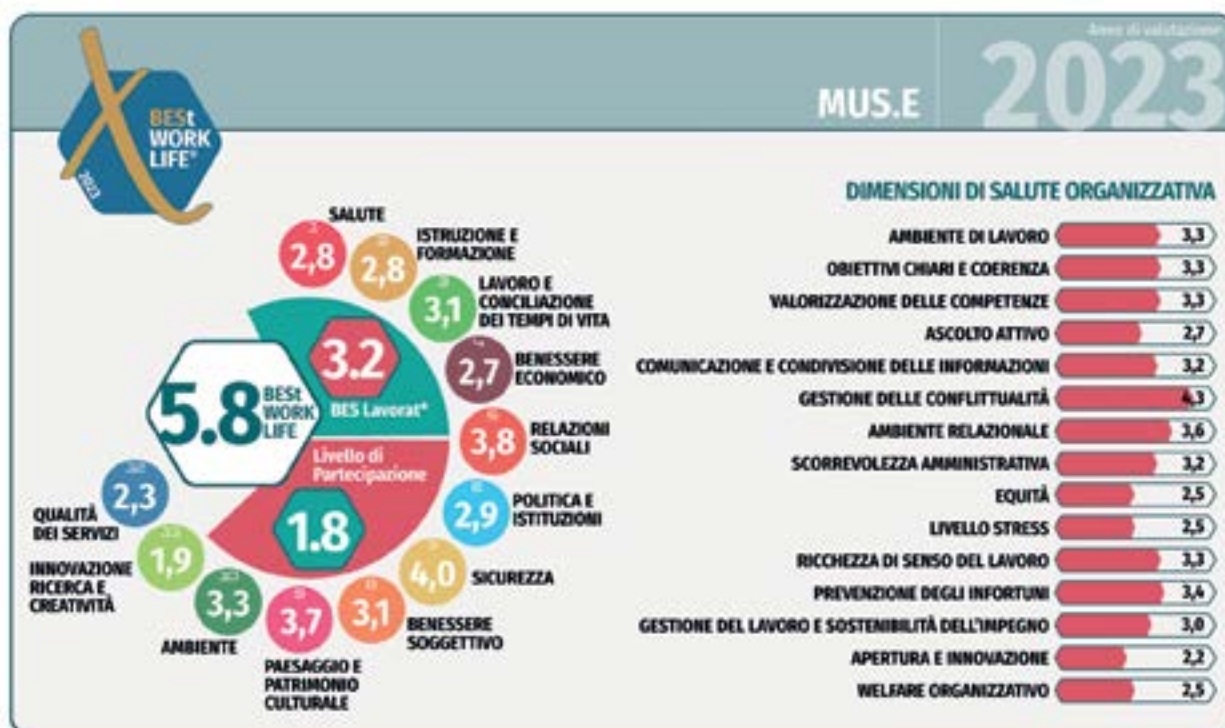 Anno di valutazione
2023
MUS.E
BESt
WORK
LIFE®
2023
DIMENSIONI DI SALUTE ORGANIZZATIVA
AMBIENTE DI LAVORO 3,3
OBIETTIVI CHIARI E COERENZA 3,3
VALORIZZAZIONE DELLE COMPETENZE 3,3
ASCOLTO ATTIVO 2,7
COMUNICAZIONE E CONDIVISIONE DELLE INFORMAZIONI 3,2
GESTIONE DELLE CONFLITTUALITÀ 4,3
AMBIENTE RELAZIONALE 3,6
SCORREVOLEZZA AMMINISTRATIVA 3,2
EQUITÀ 2,5
LIVELLO STRESS 2,5
RICCHEZZA DI SENSO DEL LAVORO 3,3
PREVENZIONE DEGLI INFORTUNI 3,4
GESTIONE DEL LAVORO E SOSTENIBILITÀ DELL'IMPEGNO 3,0
APERTURA E INNOVAZIONE 2,2
WELFARE ORGANIZZATIVO 2,5
5.8
BESt
WORK
LIFE
3.2
BES Lavorat*
Livello di
Partecipazione
1.8
2,8
SALUTE
2,8
ISTRUZIONE E
FORMAZIONE
3,1
LAVORO E
CONCILIAZIONE
DEI TEMPI DI VITA
2,7
BENESSERE
ECONOMICO
3,8
RELAZIONI
SOCIALI
2,9
POLITICA E
ISTITUZIONI
4,0
SICUREZZA
3,1
BENESSERE
SOGGETTIVO
3,7
PAESAGGIO E
PATRIMONIO
CULTURALE
3,3
AMBIENTE
1,9
INNOVAZIONE
RICERCA E
CREATIVITÀ
2,3
QUALITÀ
DEI SERVIZI